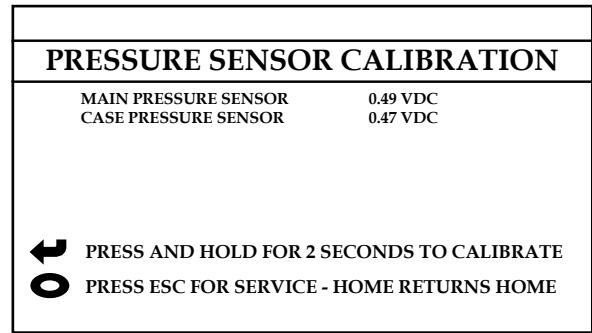 PRESSURE SENSOR CALIBRATION
MAIN PRESSURE SENSOR 0.49 VDC
CASE PRESSURE SENSOR 0.47 VDC
PRESS AND HOLD FOR 2 SECONDS TO CALIBRATE
PRESS ESC FOR SERVICE - HOME RETURNS HOME